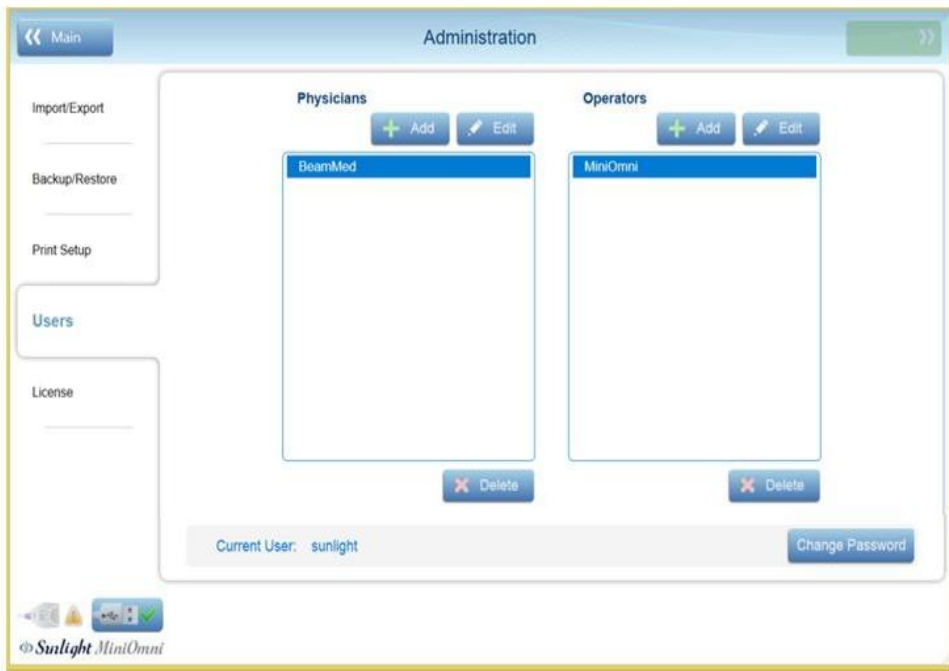 Main
Administration
Import/Export
Backup/Restore
Print Setup
Users
License
Physicians
Add Edit
BeamMed
Delete
Operators
Add Edit
MiniOmni
Delete
Current User: sunlight
Change Password
Sunlight MiniOmni